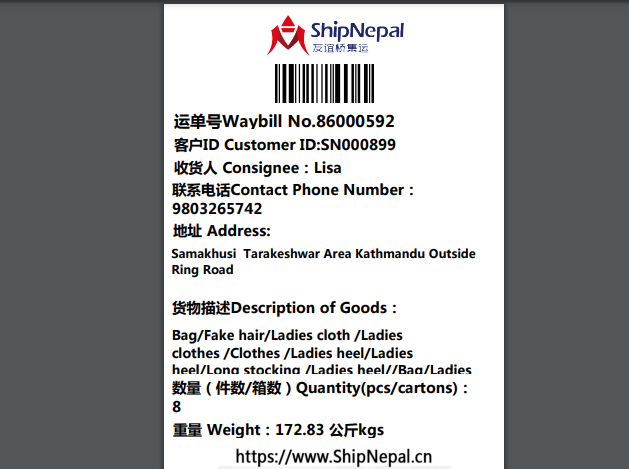 ShipNepal
友谊桥集运
运单号Waybill No.86000592
客户ID Customer ID:SN000899
收货人 Consignee：Lisa
联系电话Contact Phone Number：
9803265742
地址 Address:
Samakhusi Tarakeshwar Area Kathmandu Outside
Ring Road
货物描述Description of Goods：
Bag/Fake hair/Ladies cloth /Ladies
clothes /Clothes /Ladies heel/Ladies
heel/Long stocking /Ladies heel//Bag/Ladies
数量（件数/箱数）Quantity(pcs/cartons)：
8
重量 Weight：172.83 公斤kgs
https://www.ShipNepal.cn